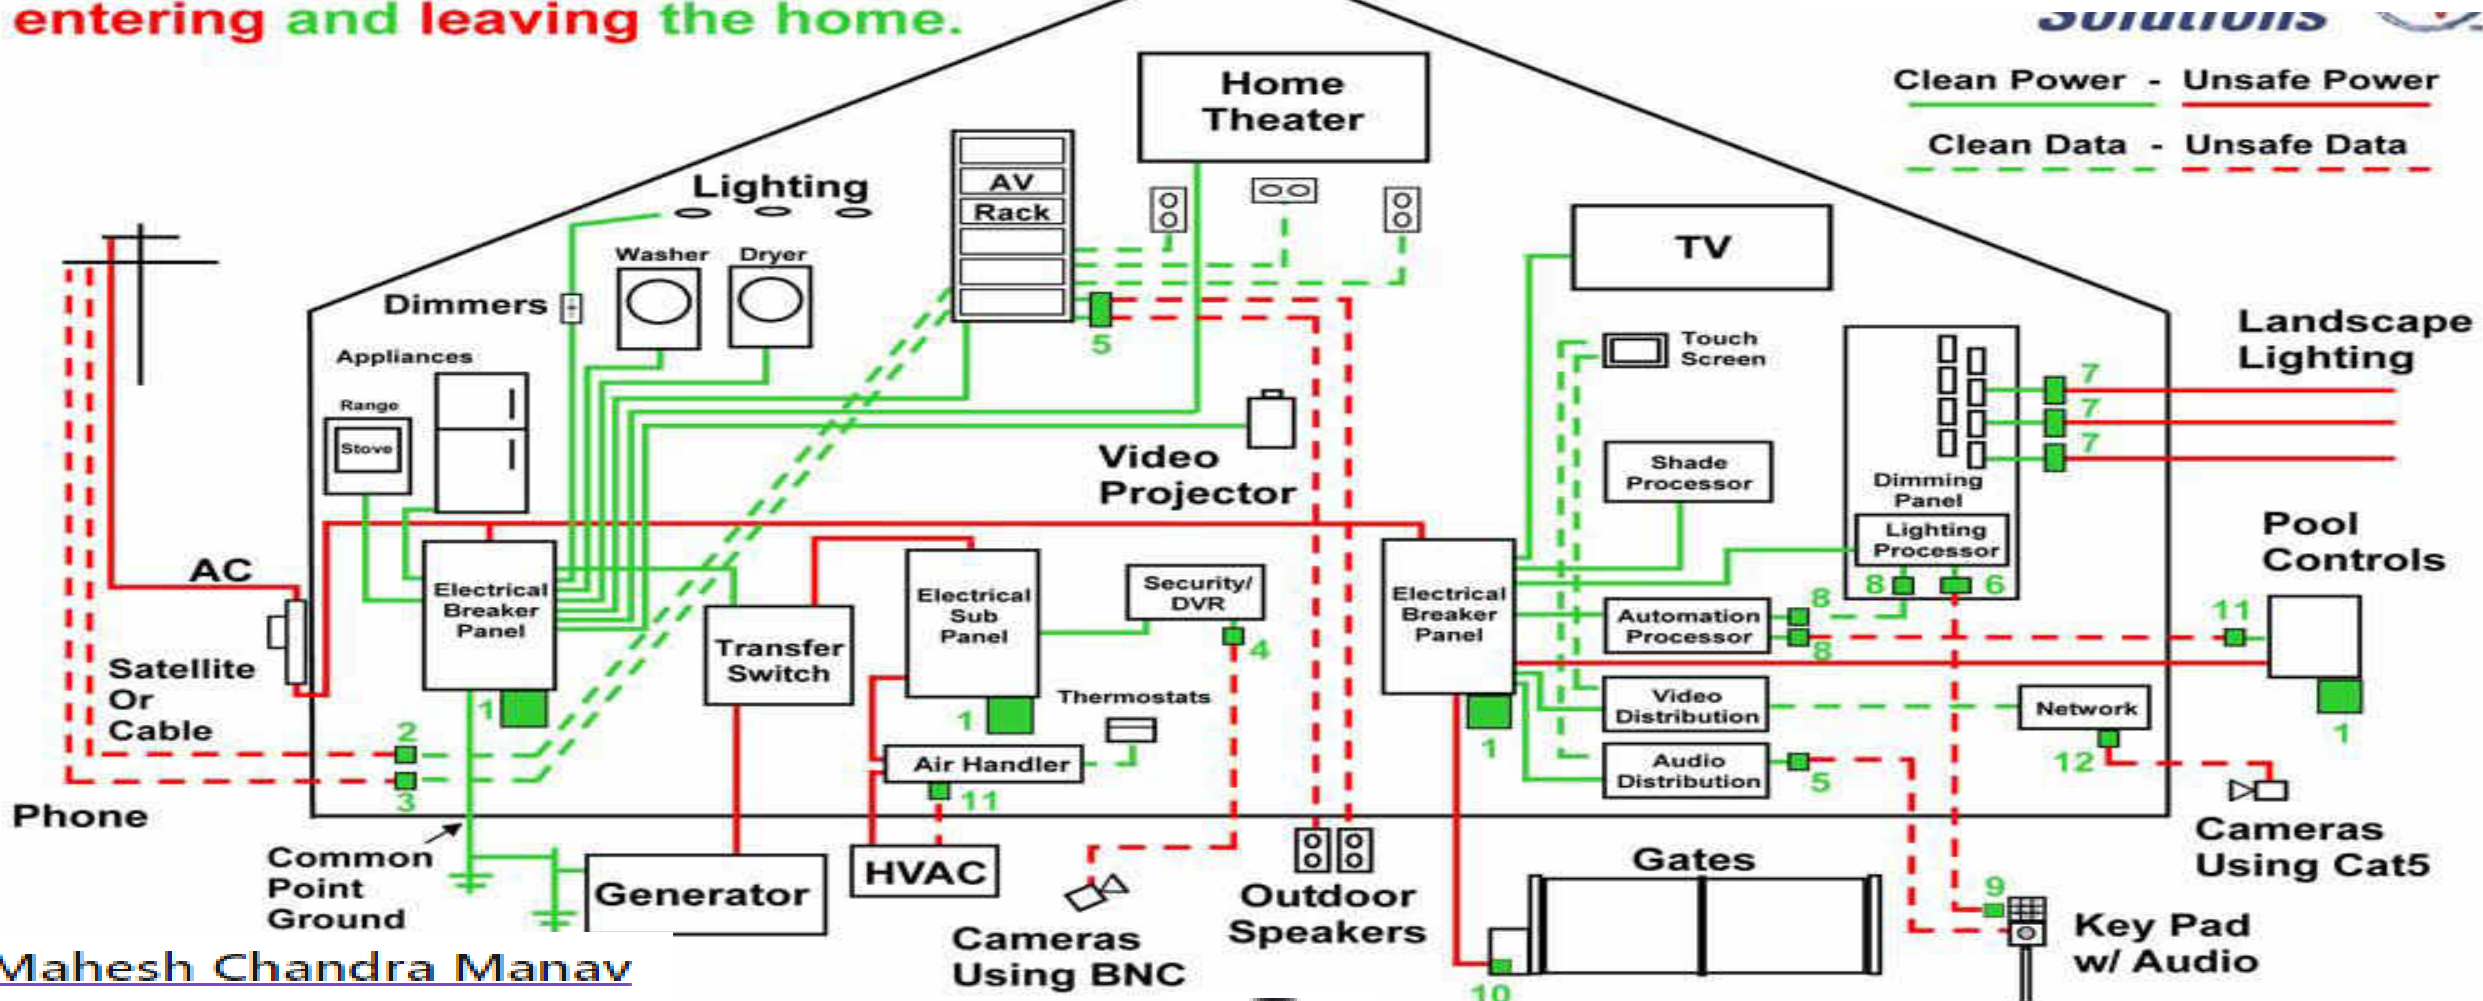 entering and leaving the home.
Solutions
Clean Power - Unsafe Power
Clean Data - Unsafe Data
Home
Theater
Lighting
AV
Rack
Washer
Dryer
Dimmers
TV
Appliances
Range
Stove
5
Touch
Screen
Landscape
Lighting
7
7
7
Video
Projector
Shade
Processor
Dimming
Panel
Lighting
Processor
8
6
Pool
Controls
11
1
AC
Electrical
Breaker
Panel
1
Transfer
Switch
Electrical
Sub
Panel
1
Security/
DVR
4
Electrical
Breaker
Panel
1
Automation
Processor
8
8
Satellite
Or
Cable
2
3
Thermostats
Air Handler
11
Video
Distribution
Network
12
Audio
Distribution
5
Phone
Common
Point
Ground
Generator
HVAC
Cameras
Using BNC
Outdoor
Speakers
Gates
10
9
Key Pad
w/ Audio
Cameras
Using Cat5
Mahesh Chandra Manav